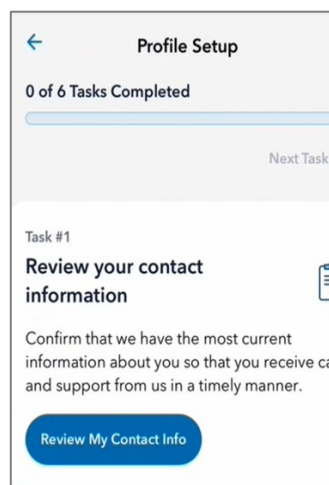 Profile Setup
0 of 6 Tasks Completed
Next Task
Task #1
Review your contact
information
Confirm that we have the most current
information about you so that you receive
and support from us in a timely manner.
Review My Contact Info